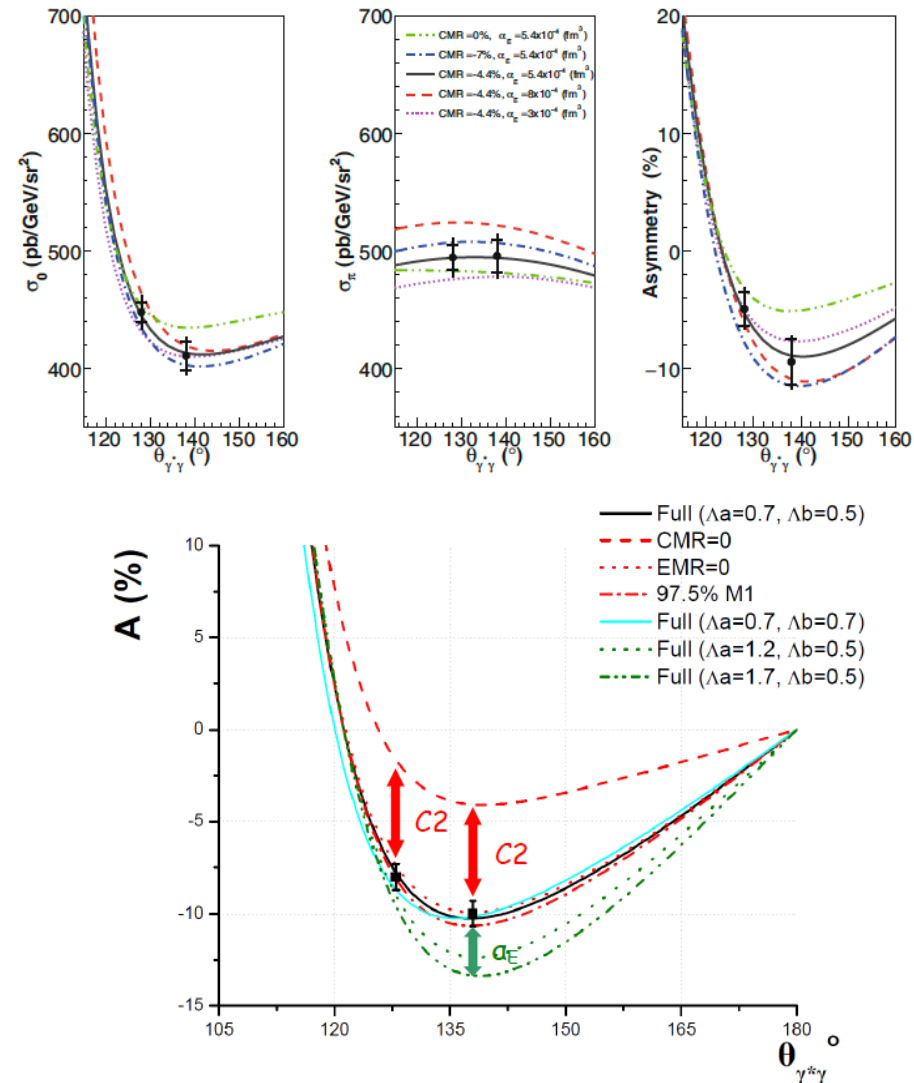 700
600
500
400
σ₀ (pb/GeV/sr²)
120 130 140 150 160
θγ*γ (°)
700
600
500
400
σπ (pb/GeV/sr²)
CMR =0%, α_E =5.4x10⁻⁴ (fm³)
CMR =-7%, α_E =5.4x10⁻⁴ (fm³)
CMR =-4.4%, α_E =5.4x10⁻⁴ (fm³)
CMR =-4.4%, α_E =8x10⁻⁴ (fm³)
CMR =-4.4%, α_E =3x10⁻⁴ (fm³)
120 130 140 150 160
θγ*γ (°)
20
10
0
−10
Asymmetry (%)
120 130 140 150 160
θγ*γ (°)
Full (Λa=0.7, Λb=0.5)
CMR=0
EMR=0
97.5% M1
Full (Λa=0.7, Λb=0.7)
Full (Λa=1.2, Λb=0.5)
Full (Λa=1.7, Λb=0.5)
A (%)
10
5
0
-5
-10
-15
C2
C2
α_E
105 120 135 150 165 180
θγ*γ °